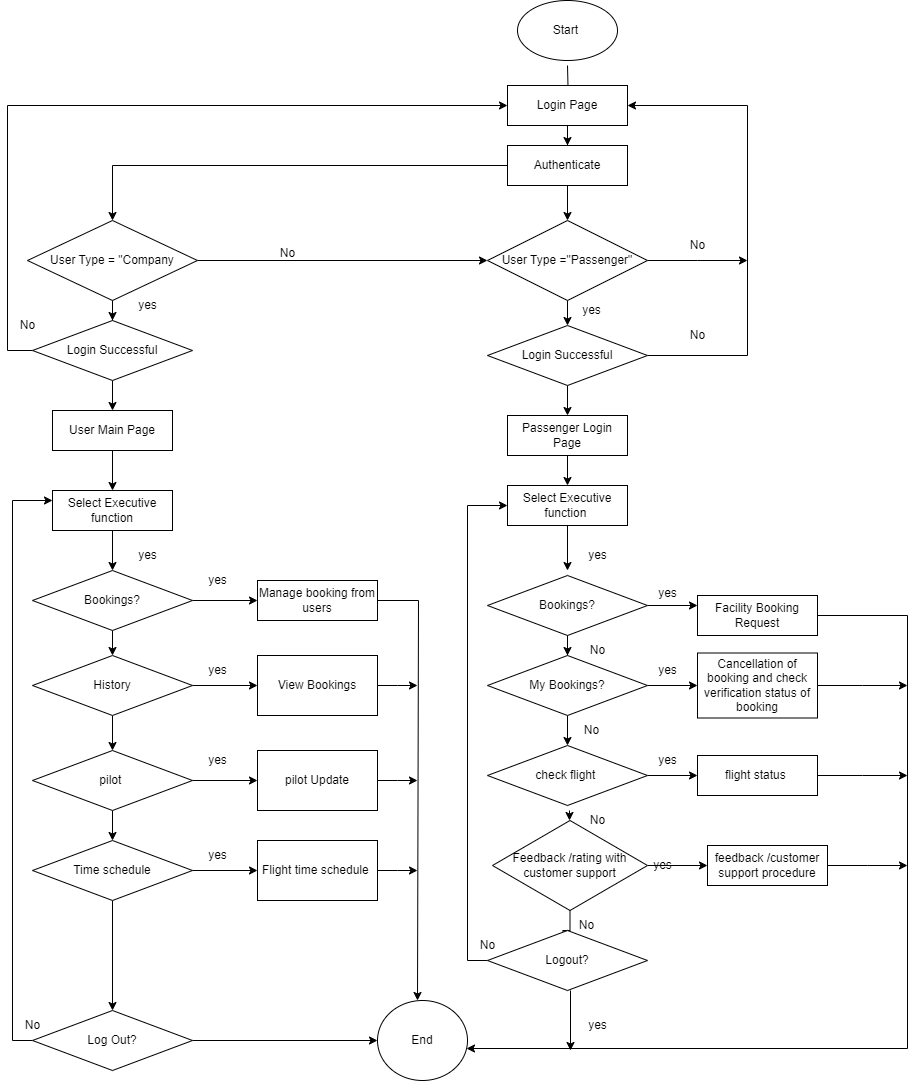 Start
Login Page
Authenticate
User Type = "Company
No
User Type ="Passenger"
No
yes
yes
No
Login Successful
Login Successful
No
User Main Page
Passenger Login
Page
Select Executive
function
Select Executive
function
yes
yes
Bookings?
yes
Manage booking from
users
Bookings?
yes
Facility Booking
Request
No
History
yes
View Bookings
My Bookings?
yes
Cancellation of
booking and check
verification status of
booking
No
pilot
yes
pilot Update
check flight
yes
flight status
No
Time schedule
yes
Flight time schedule
Feedback /rating with
customer support
yes
feedback /customer
support procedure
No
No
Logout?
No
Log Out?
End
yes